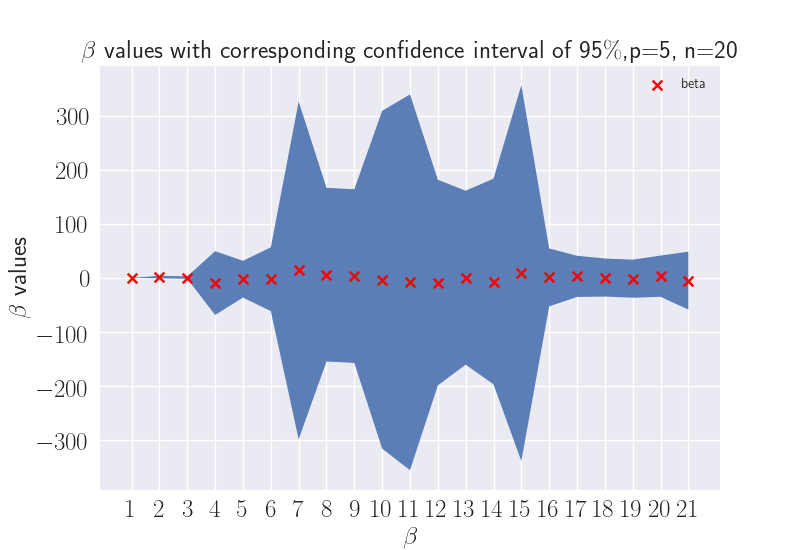 β values with corresponding confidence interval of 95%,p=5, n=20
beta
300
200
100
0
−100
−200
−300
β values
1 2 3 4 5 6 7 8 9 10 11 12 13 14 15 16 17 18 19 20 21
β